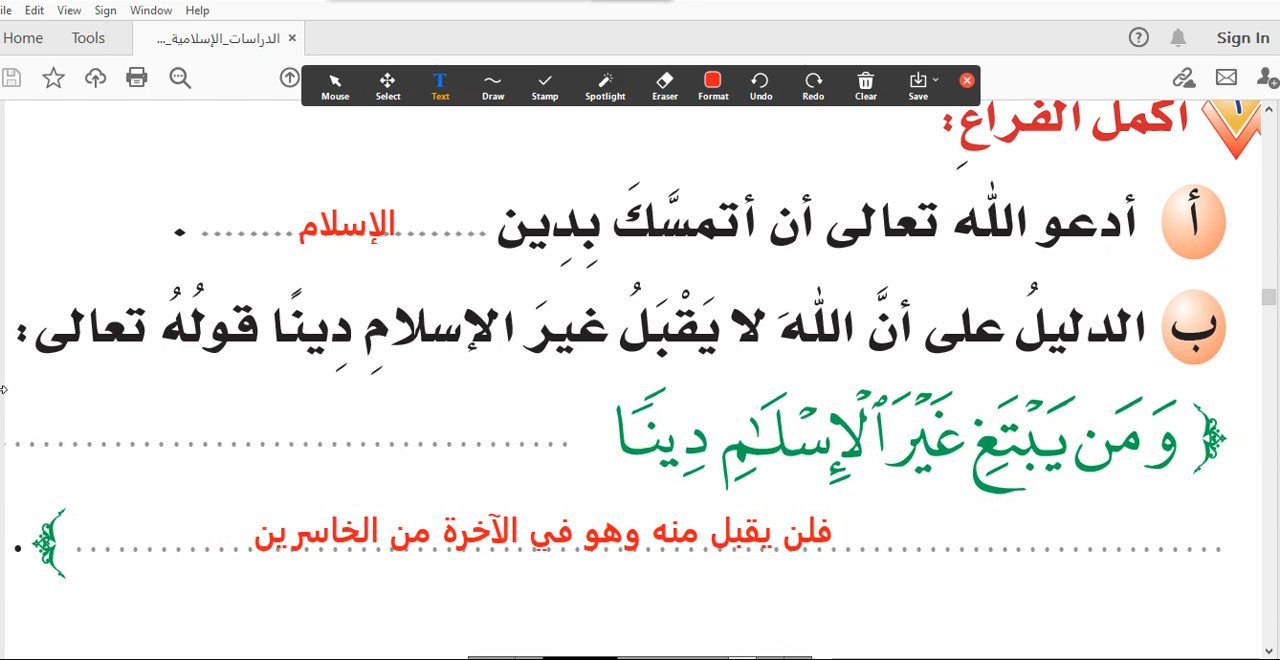 ile Edit View Sign Window Help
Home Tools الدراسات_الإسلامية_... × ? Sign In
Mouse Select Text Draw Stamp Spotlight Eraser Format Undo Redo Clear Save
أكمل الفراغِ:
أ أدعو الله تعالى أن أتمسَّكَ بِدِين ........الإسلام........ .
ب الدليلُ على أنَّ اللهَ لا يَقْبَلُ غيرَ الإسلامِ دِينًا قولُهُ تعالى:
﴿ وَمَن يَبْتَغِ غَيْرَ ٱلْإِسْلَـٰمِ دِينًا ........................................
فلن يقبل منه وهو في الآخرة من الخاسرين ﴾ .